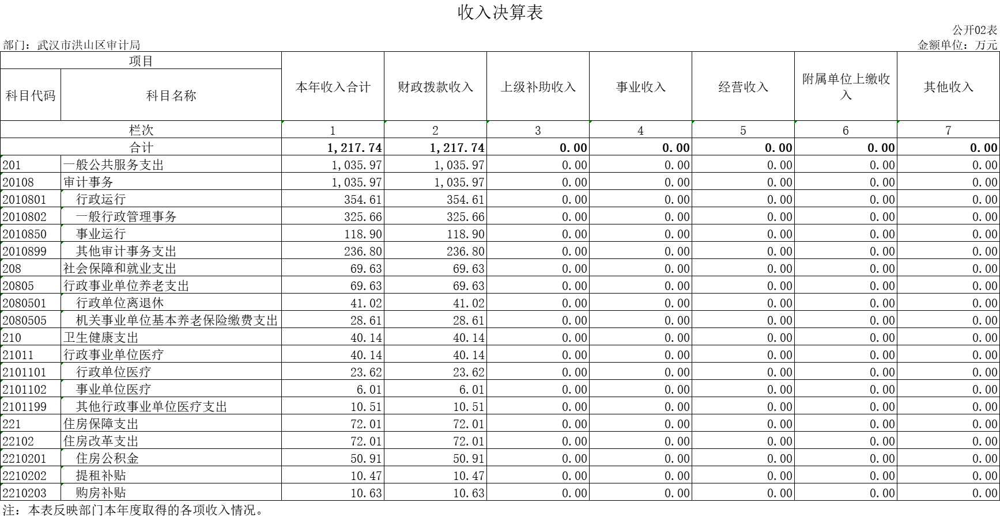 收入决算表
公开02表
部门：武汉市洪山区审计局 金额单位：万元
项目 本年收入合计 财政拨款收入 上级补助收入 事业收入 经营收入 附属单位上缴收入 其他收入
科目代码 科目名称
栏次 1 2 3 4 5 6 7
合计 1,217.74 1,217.74 0.00 0.00 0.00 0.00 0.00
201 一般公共服务支出 1,035.97 1,035.97 0.00 0.00 0.00 0.00 0.00
20108 审计事务 1,035.97 1,035.97 0.00 0.00 0.00 0.00 0.00
2010801 行政运行 354.61 354.61 0.00 0.00 0.00 0.00 0.00
2010802 一般行政管理事务 325.66 325.66 0.00 0.00 0.00 0.00 0.00
2010850 事业运行 118.90 118.90 0.00 0.00 0.00 0.00 0.00
2010899 其他审计事务支出 236.80 236.80 0.00 0.00 0.00 0.00 0.00
208 社会保障和就业支出 69.63 69.63 0.00 0.00 0.00 0.00 0.00
20805 行政事业单位养老支出 69.63 69.63 0.00 0.00 0.00 0.00 0.00
2080501 行政单位离退休 41.02 41.02 0.00 0.00 0.00 0.00 0.00
2080505 机关事业单位基本养老保险缴费支出 28.61 28.61 0.00 0.00 0.00 0.00 0.00
210 卫生健康支出 40.14 40.14 0.00 0.00 0.00 0.00 0.00
21011 行政事业单位医疗 40.14 40.14 0.00 0.00 0.00 0.00 0.00
2101101 行政单位医疗 23.62 23.62 0.00 0.00 0.00 0.00 0.00
2101102 事业单位医疗 6.01 6.01 0.00 0.00 0.00 0.00 0.00
2101199 其他行政事业单位医疗支出 10.51 10.51 0.00 0.00 0.00 0.00 0.00
221 住房保障支出 72.01 72.01 0.00 0.00 0.00 0.00 0.00
22102 住房改革支出 72.01 72.01 0.00 0.00 0.00 0.00 0.00
2210201 住房公积金 50.91 50.91 0.00 0.00 0.00 0.00 0.00
2210202 提租补贴 10.47 10.47 0.00 0.00 0.00 0.00 0.00
2210203 购房补贴 10.63 10.63 0.00 0.00 0.00 0.00 0.00
注：本表反映部门本年度取得的各项收入情况。